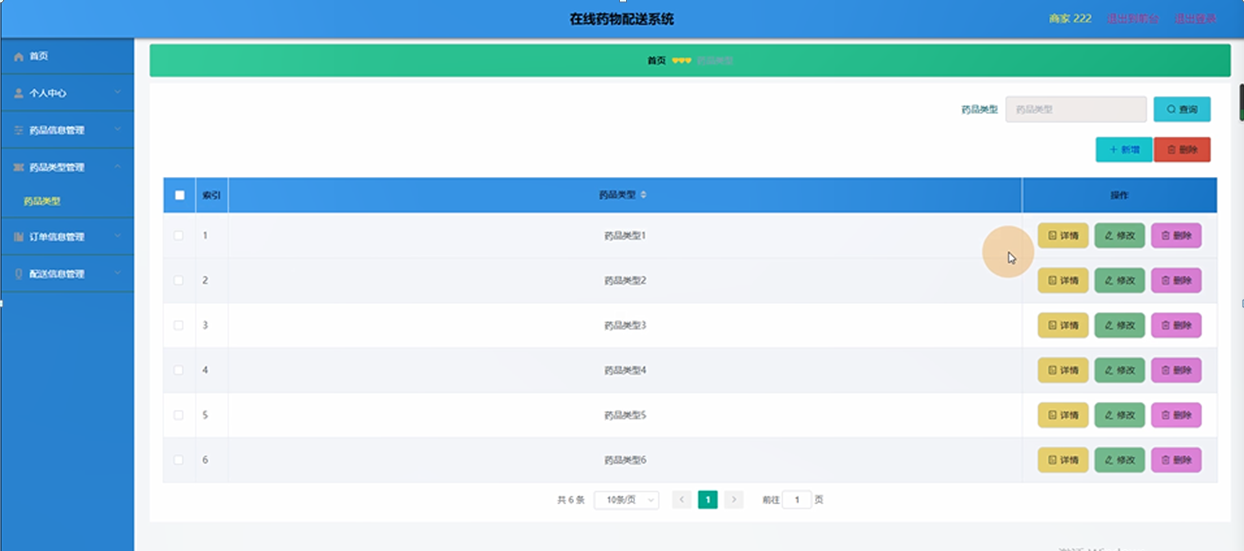 在线药物配送系统
商家 222 退出到前台 退出登录
首页
个人中心
药品信息管理
药品类型管理
药品类型
订单信息管理
配送信息管理
首页 药品类型
药品类型 药品类型 查询
新增 删除
索引 药品类型 操作
1 药品类型1 详情 修改 删除
2 药品类型2 详情 修改 删除
3 药品类型3 详情 修改 删除
4 药品类型4 详情 修改 删除
5 药品类型5 详情 修改 删除
6 药品类型6 详情 修改 删除
共 6 条 10条/页 1 前往 1 页